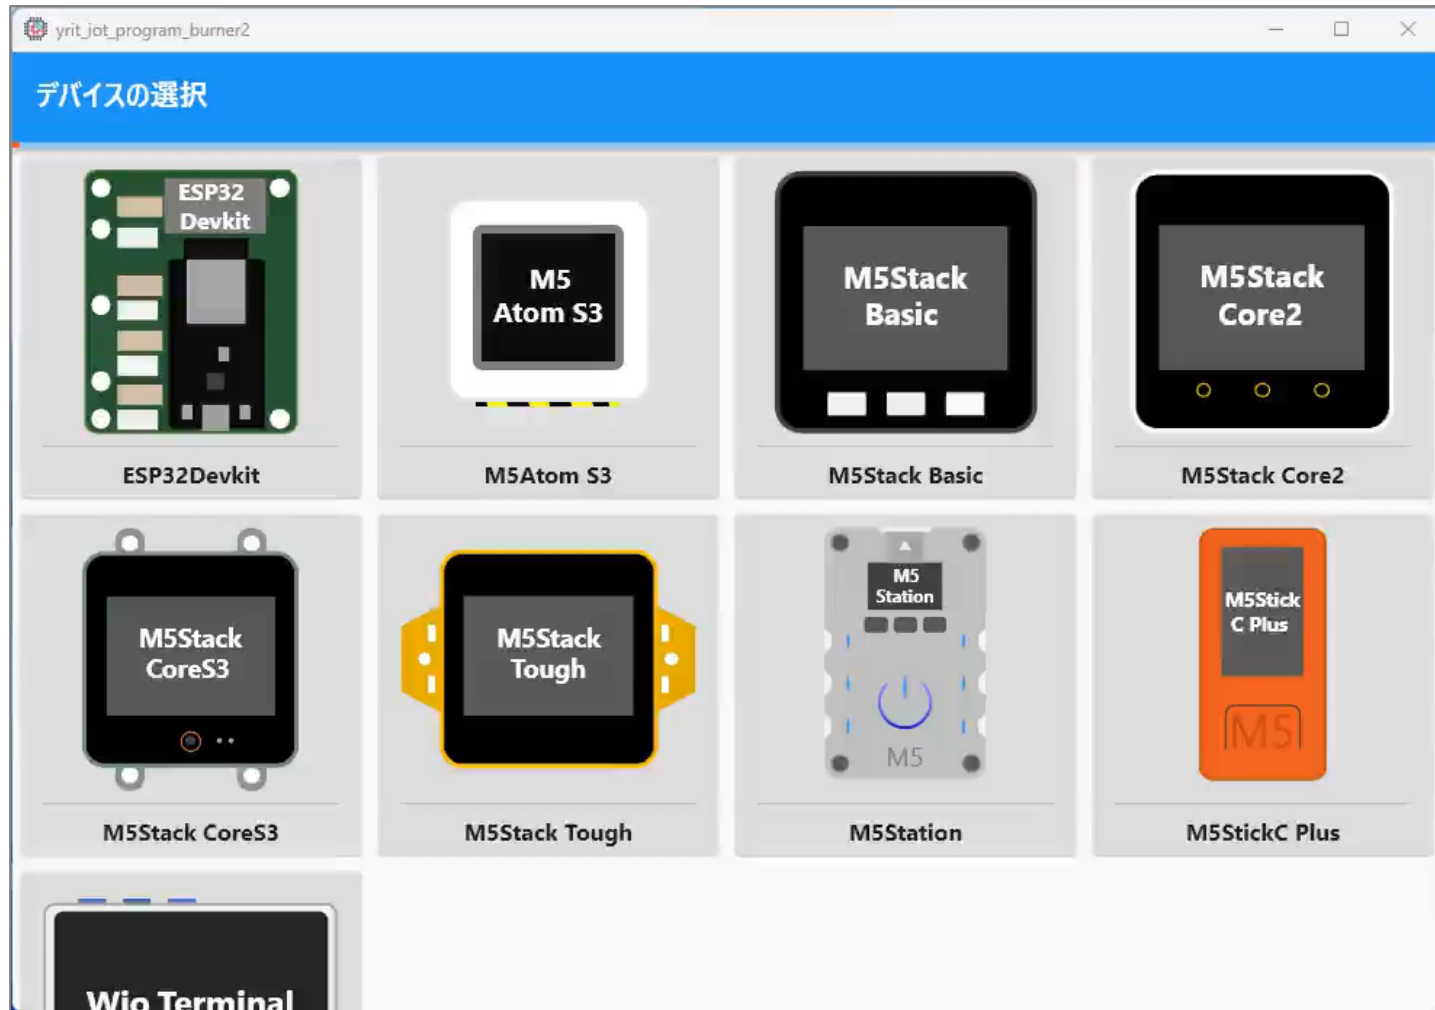 yrit_iot_program_burner2
デバイスの選択
ESP32
Devkit
ESP32Devkit
M5
Atom S3
M5Atom S3
M5Stack
Basic
M5Stack Basic
M5Stack
Core2
M5Stack Core2
M5Stack
CoreS3
M5Stack CoreS3
M5Stack
Tough
M5Stack Tough
M5
Station
M5
M5Station
M5Stick
C Plus
M5
M5StickC Plus
Wio Terminal